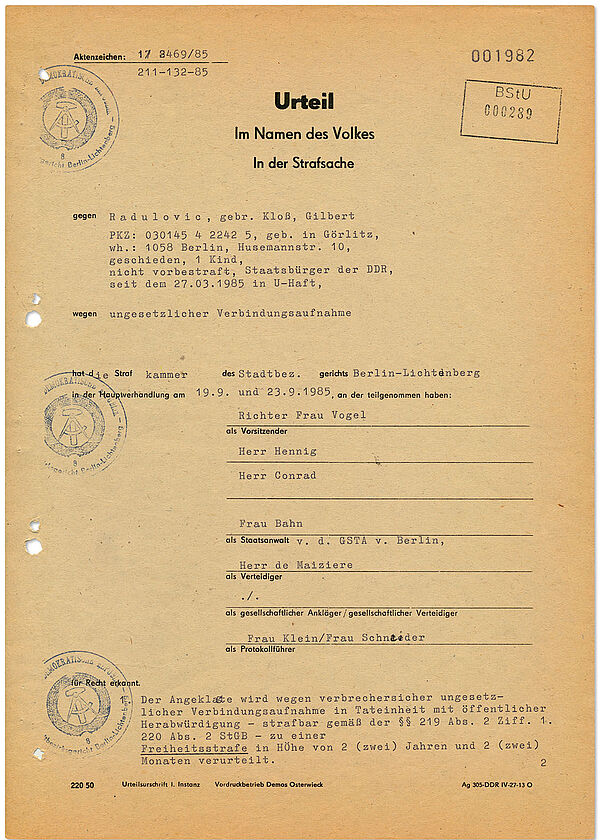 Aktenzeichen: 17 8469/85
211-132-85
001982
BStU
000289
Urteil
Im Namen des Volkes
In der Strafsache
gegen Radulovic, gebr. Kloß, Gilbert
PKZ: 030145 4 2242 5, geb. in Görlitz,
wh.: 1058 Berlin, Husemannstr. 10,
geschieden, 1 Kind,
nicht vorbestraft, Staatsbürger der DDR,
seit dem 27.03.1985 in U-Haft,
wegen ungesetzlicher Verbindungsaufnahme
hat die Straf kammer des Stadtbez. gerichts Berlin-Lichtenberg
in der Hauptverhandlung am 19.9. und 23.9.1985, an der teilgenommen haben:
Richter Frau Vogel
als Vorsitzender
Herr Hennig
Herr Conrad
Frau Bahn
als Staatsanwalt v. d. GSTA v. Berlin,
Herr de Maiziere
als Verteidiger
./.
als gesellschaftlicher Ankläger/gesellschaftlicher Verteidiger
Frau Klein/Frau Schneider
als Protokollführer
für Recht erkannt:
Der Angeklagte wird wegen verbrechersicher ungesetz-
licher Verbindungsaufnahme in Tateinheit mit öffentlicher
Herabwürdigung - strafbar gemäß der §§ 219 Abs. 2 Ziff. 1.
220 Abs. 2 StGB - zu einer
Freiheitsstrafe in HÖhe von 2 (zwei) Jahren und 2 (zwei)
Monaten verurteilt.
2
220 50 Urteilsurschrift I. Instanz Vordruckbetrieb Demos Osterwieck Ag 305-DDR IV-27-13 O